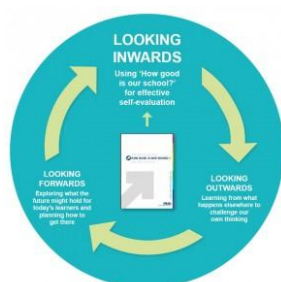 LOOKING
INWARDS
Using 'How good
is our school?'
for effective
self-evaluation
LOOKING
OUTWARDS
Learning from what
happens elsewhere to
challenge our
own thinking
LOOKING
FORWARDS
Exploring what the
future might hold for
today's learners and
planning how to
get there